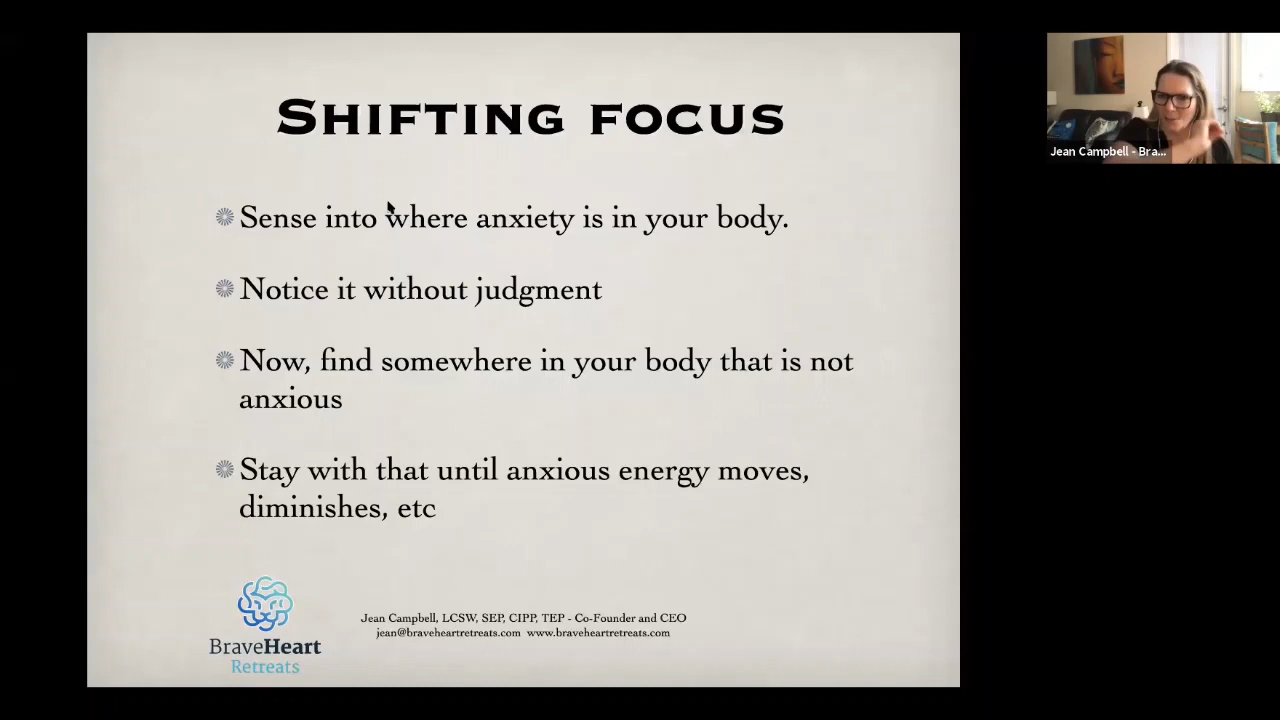 Shifting focus
Sense into where anxiety is in your body.
Notice it without judgment
Now, find somewhere in your body that is not
anxious
Stay with that until anxious energy moves,
diminishes, etc
BraveHeart
Retreats
Jean Campbell, LCSW, SEP, CIPP, TEP - Co-Founder and CEO
jean@braveheartretreats.com www.braveheartretreats.com
Jean Campbell - Bra...